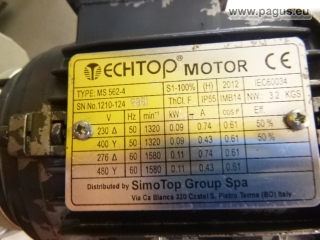 © www.pagus.eu
TECHTOP® MOTOR CE
TYPE: MS 562-4 S1-100% (H) 2012 IEC60034
SN No.1210-124 Th.Cl. F IP55 IMB14 NW 3.2 KGS
V Hz min⁻¹ kW A cos φ Eff
230 Δ 50 1320 0.09 0.74 0.61 50 %
400 Y 50 1320 0.09 0.43 0.61
276 Δ 60 1580 0.11 0.74 0.61 50 %
480 Y 60 1580 0.11 0.43 0.61
Distributed by SimoTop Group Spa
Via Ca Bianca 320 Castel S. Pietro Terme (BO) Italy